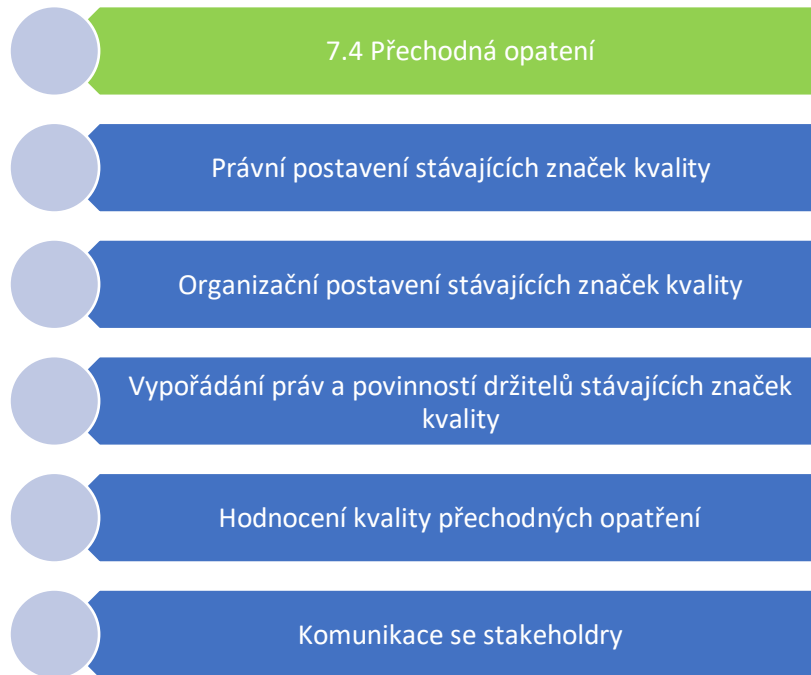 7.4 Přechodná opatení
Právní postavení stávajících značek kvality
Organizační postavení stávajících značek kvality
Vypořádání práv a povinností držitelů stávajících značek
kvality
Hodnocení kvality přechodných opatření
Komunikace se stakeholdry